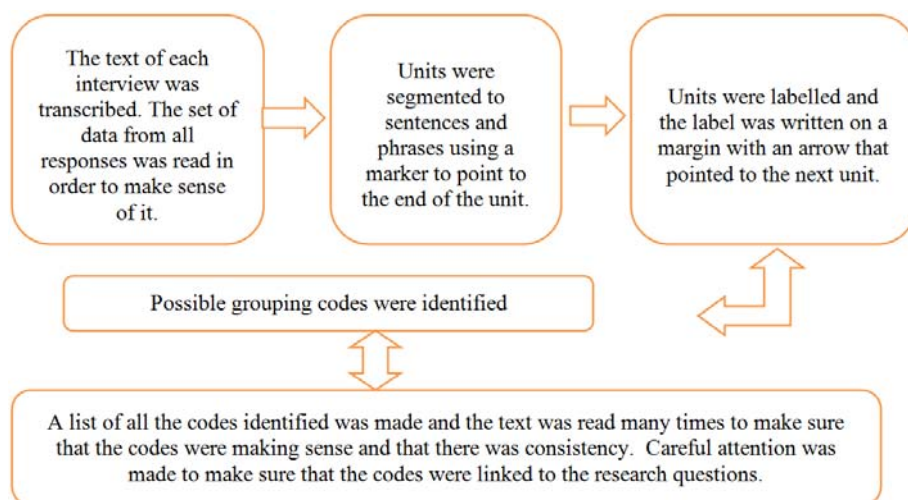 The text of each
interview was
transcribed. The set of
data from all
responses was read in
order to make sense
of it.
Units were
segmented to
sentences and
phrases using a
marker to point to
the end of the unit.
Units were labelled and
the label was written on a
margin with an arrow that
pointed to the next unit.
Possible grouping codes were identified
A list of all the codes identified was made and the text was read many times to make sure
that the codes were making sense and that there was consistency.  Careful attention was
made to make sure that the codes were linked to the research questions.